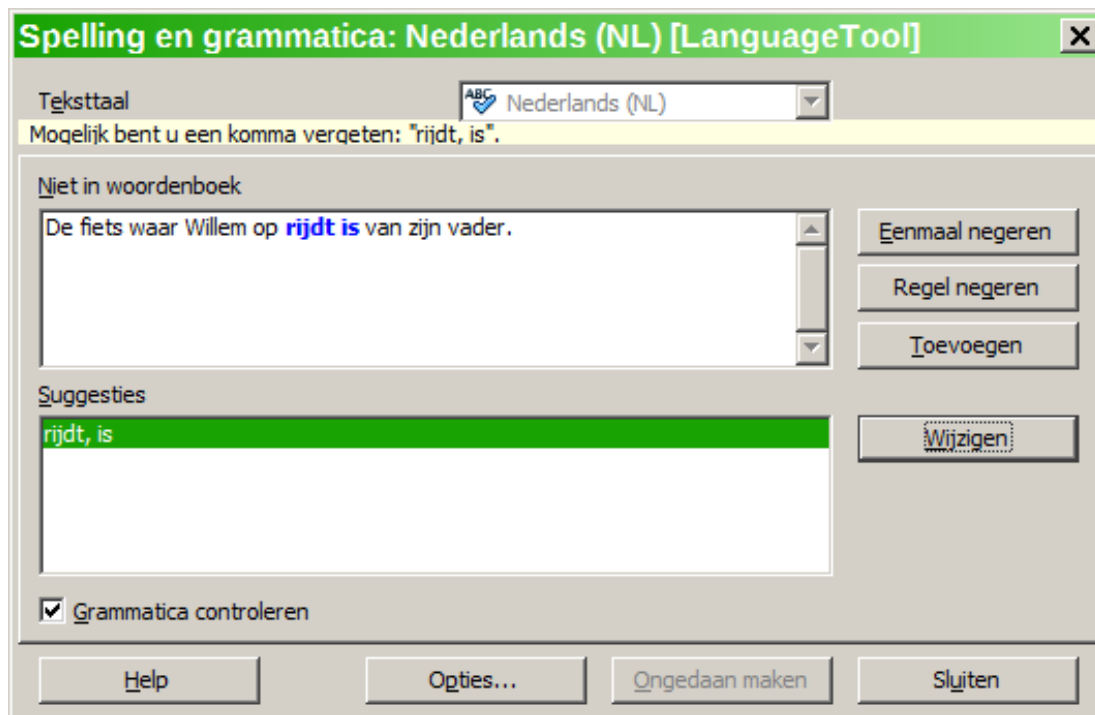 Spelling en grammatica: Nederlands (NL) [LanguageTool]
Teksttaal ABC Nederlands (NL)
Mogelijk bent u een komma vergeten: "rijdt, is".
Niet in woordenboek
De fiets waar Willem op rijdt is van zijn vader.
Eenmaal negeren
Regel negeren
Toevoegen
Suggesties
rijdt, is
Wijzigen
Grammatica controleren
Help Opties... Ongedaan maken Sluiten